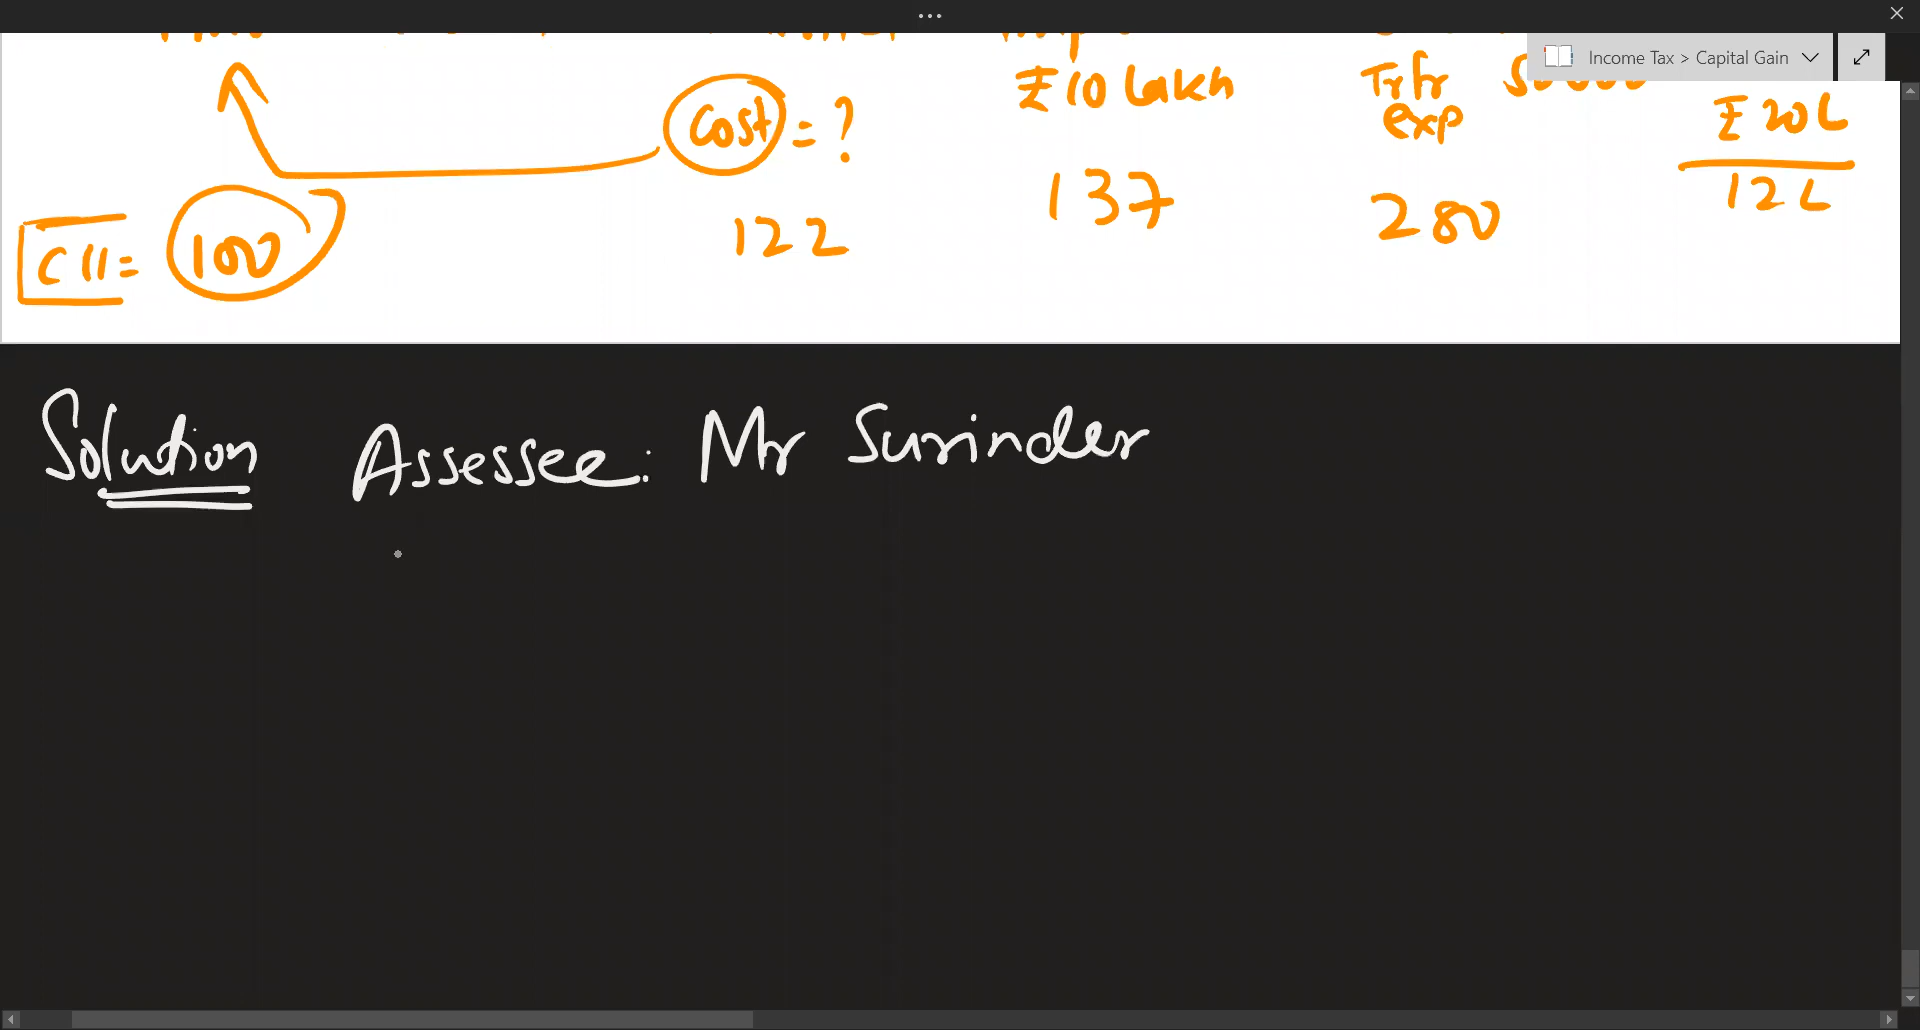 Income Tax > Capital Gain
₹10 Lakh
Trfr
exp
₹20L
12L
Cost = ?
CII = 100
122
137
280
Solution Assessee: Mr Surinder